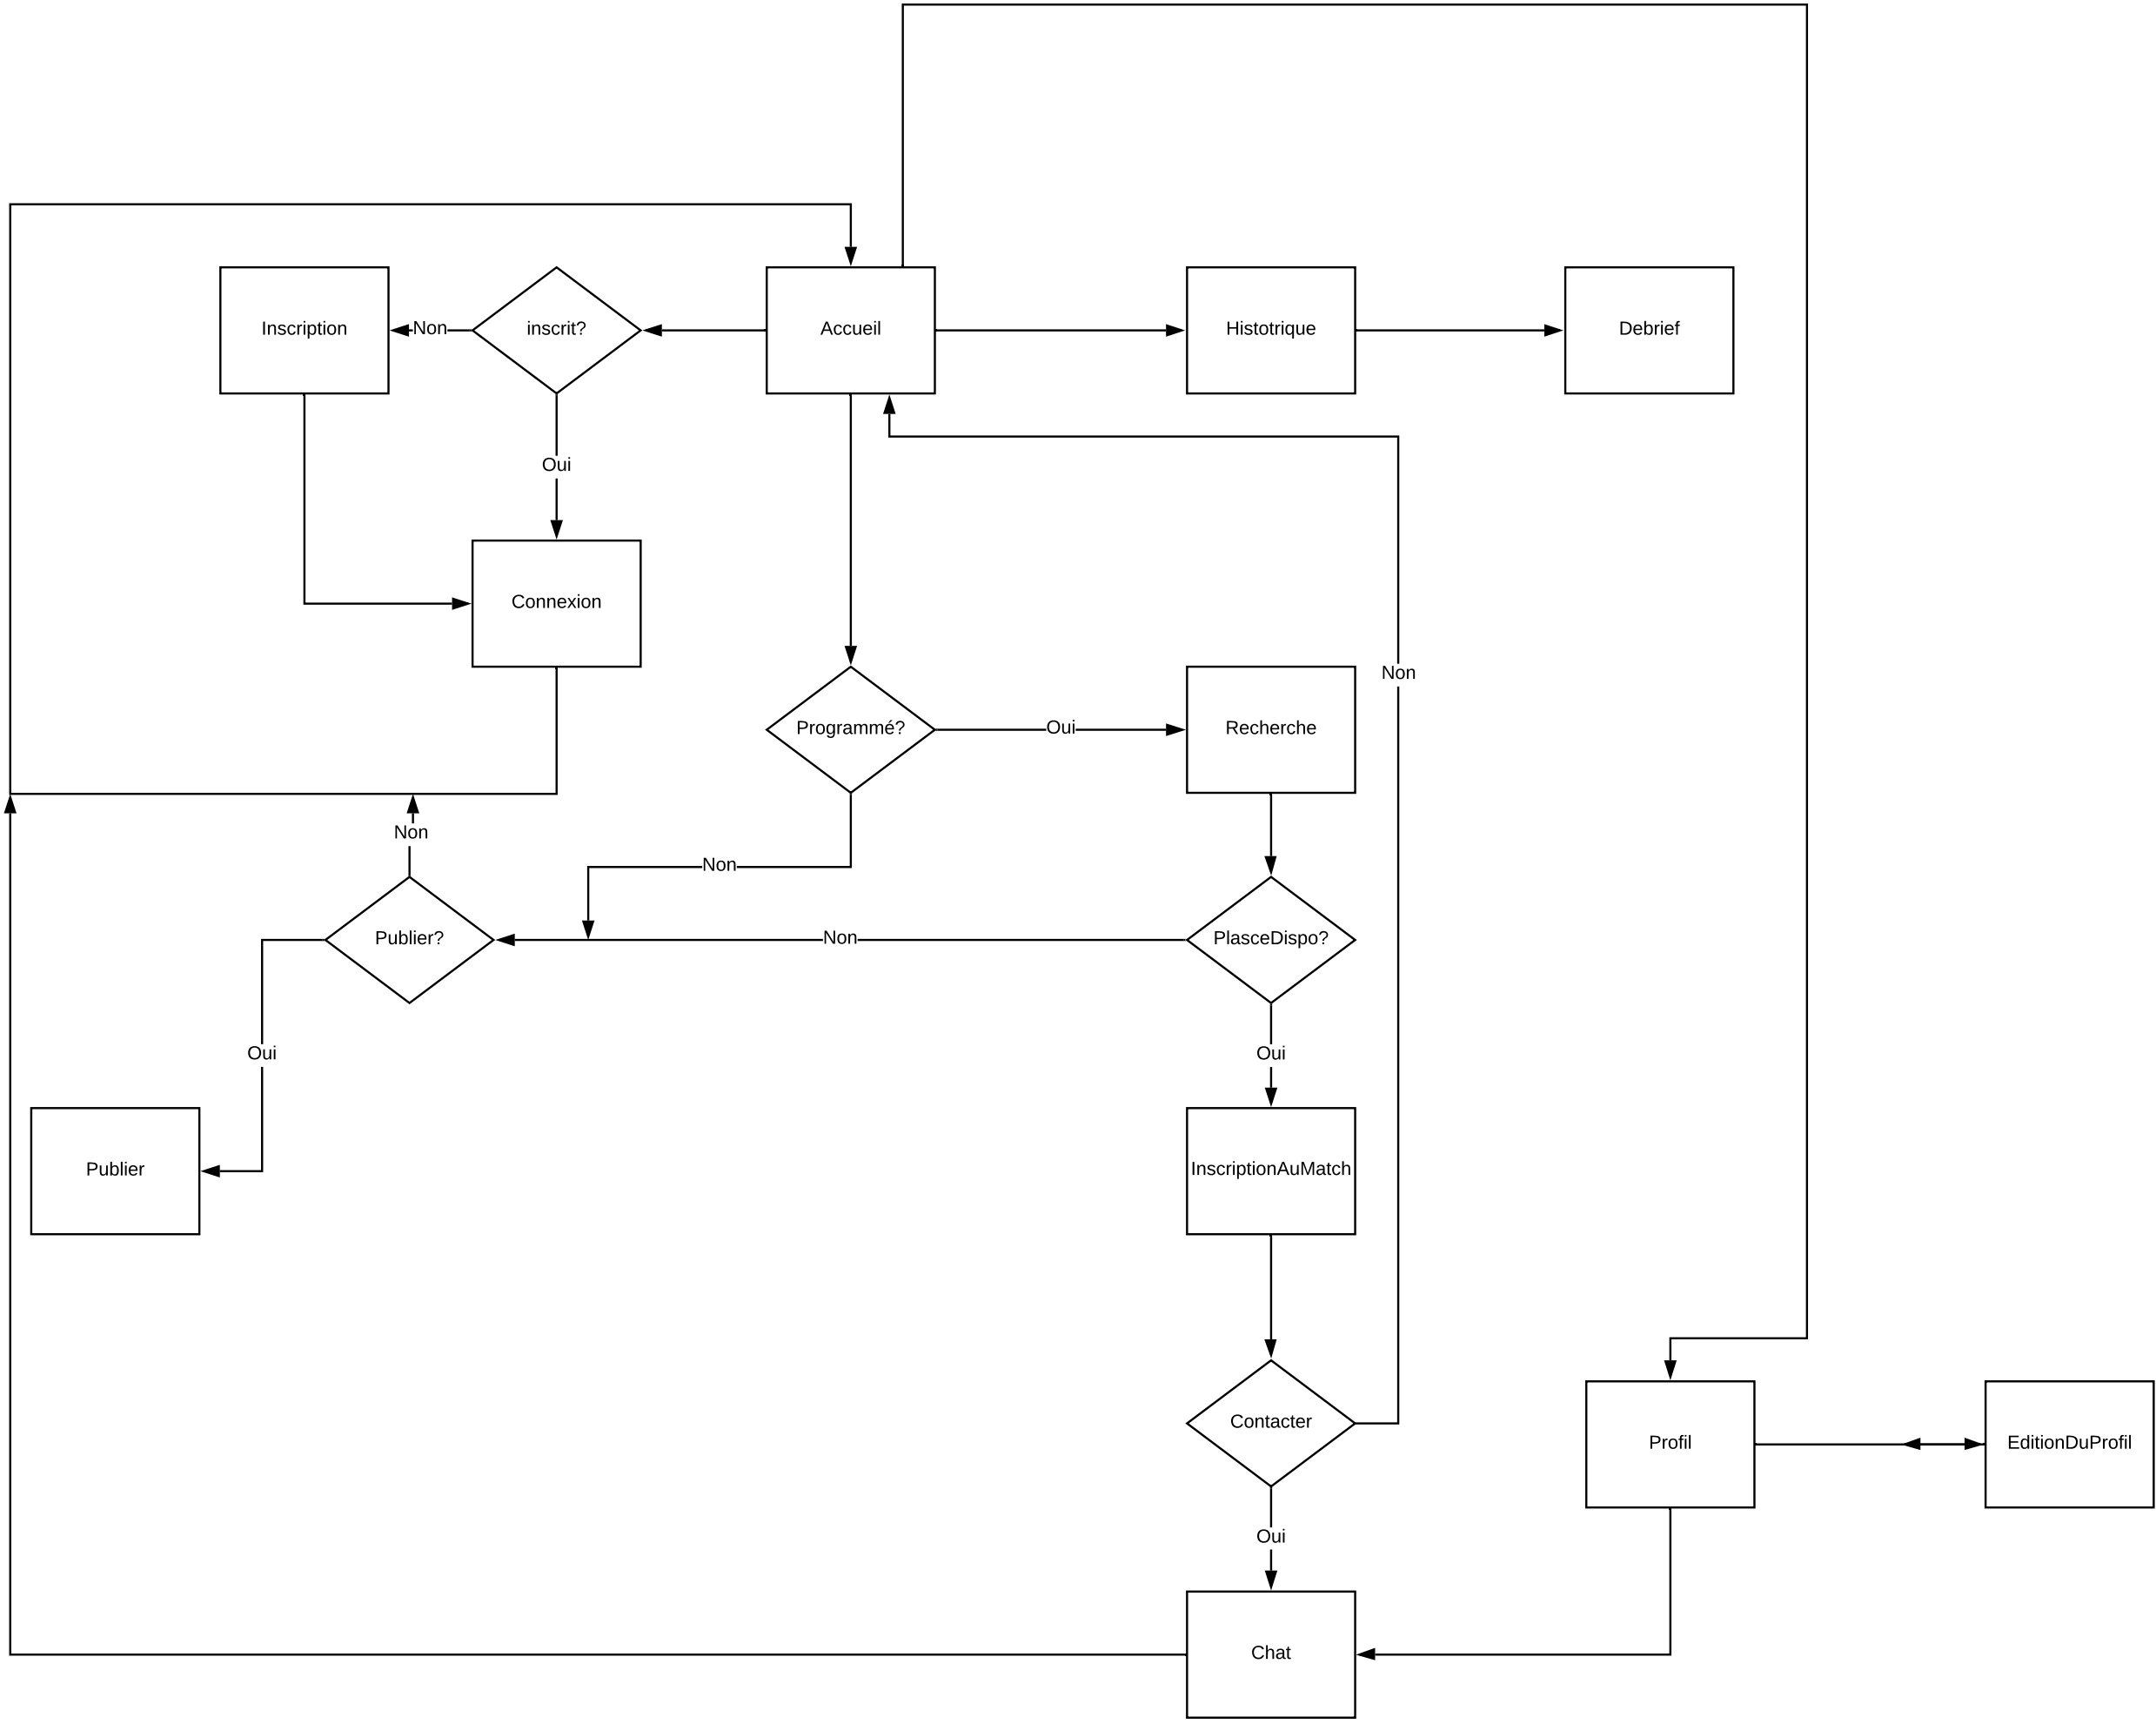 Inscription
Non
inscrit?
Accueil
Histotrique
Debrief
Oui
Connexion
Non
Programmé?
Oui
Recherche
Non
Non
Publier?
Non
PlasceDispo?
Oui
Oui
Publier
InscriptionAuMatch
Contacter
Profil
EditionDuProfil
Oui
Chat